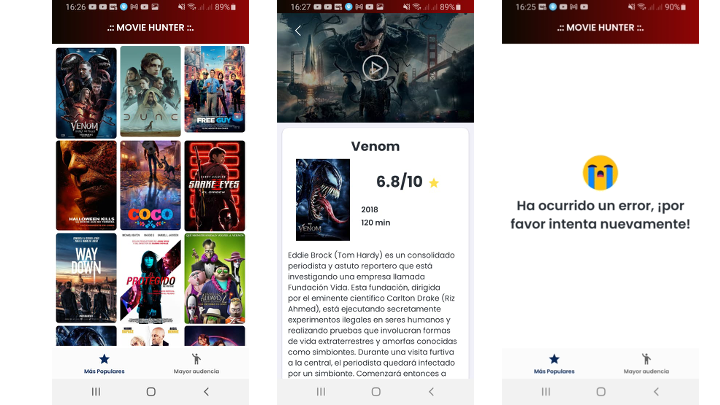 16:26
89%
.:: MOVIE HUNTER ::.
VENOM
DUNE
FREE GUY
HALLOWEEN KILLS
COCO
SNAKE EYES
WAY DOWN
Más Populares
Mayor audencia
16:27
89%
Venom
VENOM
6.8/10
2018
120 min
Eddie Brock (Tom Hardy) es un consolidado
periodista y astuto reportero que está
investigando una empresa llamada
Fundación Vida. Esta fundación, dirigida
por el eminente científico Carlton Drake (Riz
Ahmed), está ejecutando secretamente
experimentos ilegales en seres humanos y
realizando pruebas que involucran formas
de vida extraterrestres y amorfas conocidas
como simbiontes. Durante una visita furtiva
a la central, el periodista quedará infectado
por un simbiante. Comenzará entonces a
16:25
90%
.:: MOVIE HUNTER ::.
Ha ocurrido un error, ¡por
favor intenta nuevamente!
Más Populares
Mayor audencia